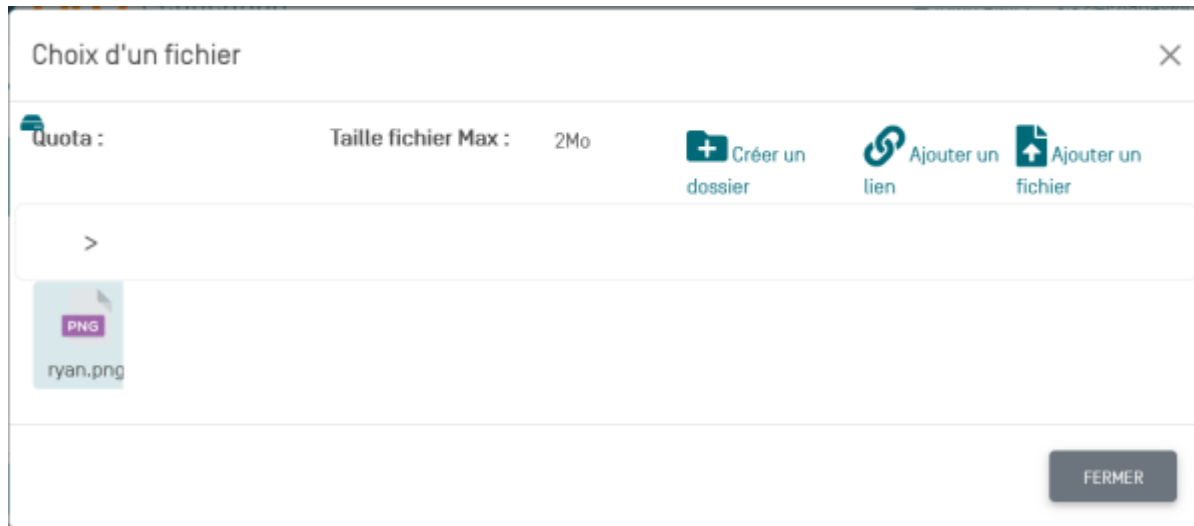 Choix d'un fichier
Quota :
Taille fichier Max :
2Mo
Créer un
dossier
Ajouter un
lien
Ajouter un
fichier
>
PNG
ryan.png
FERMER